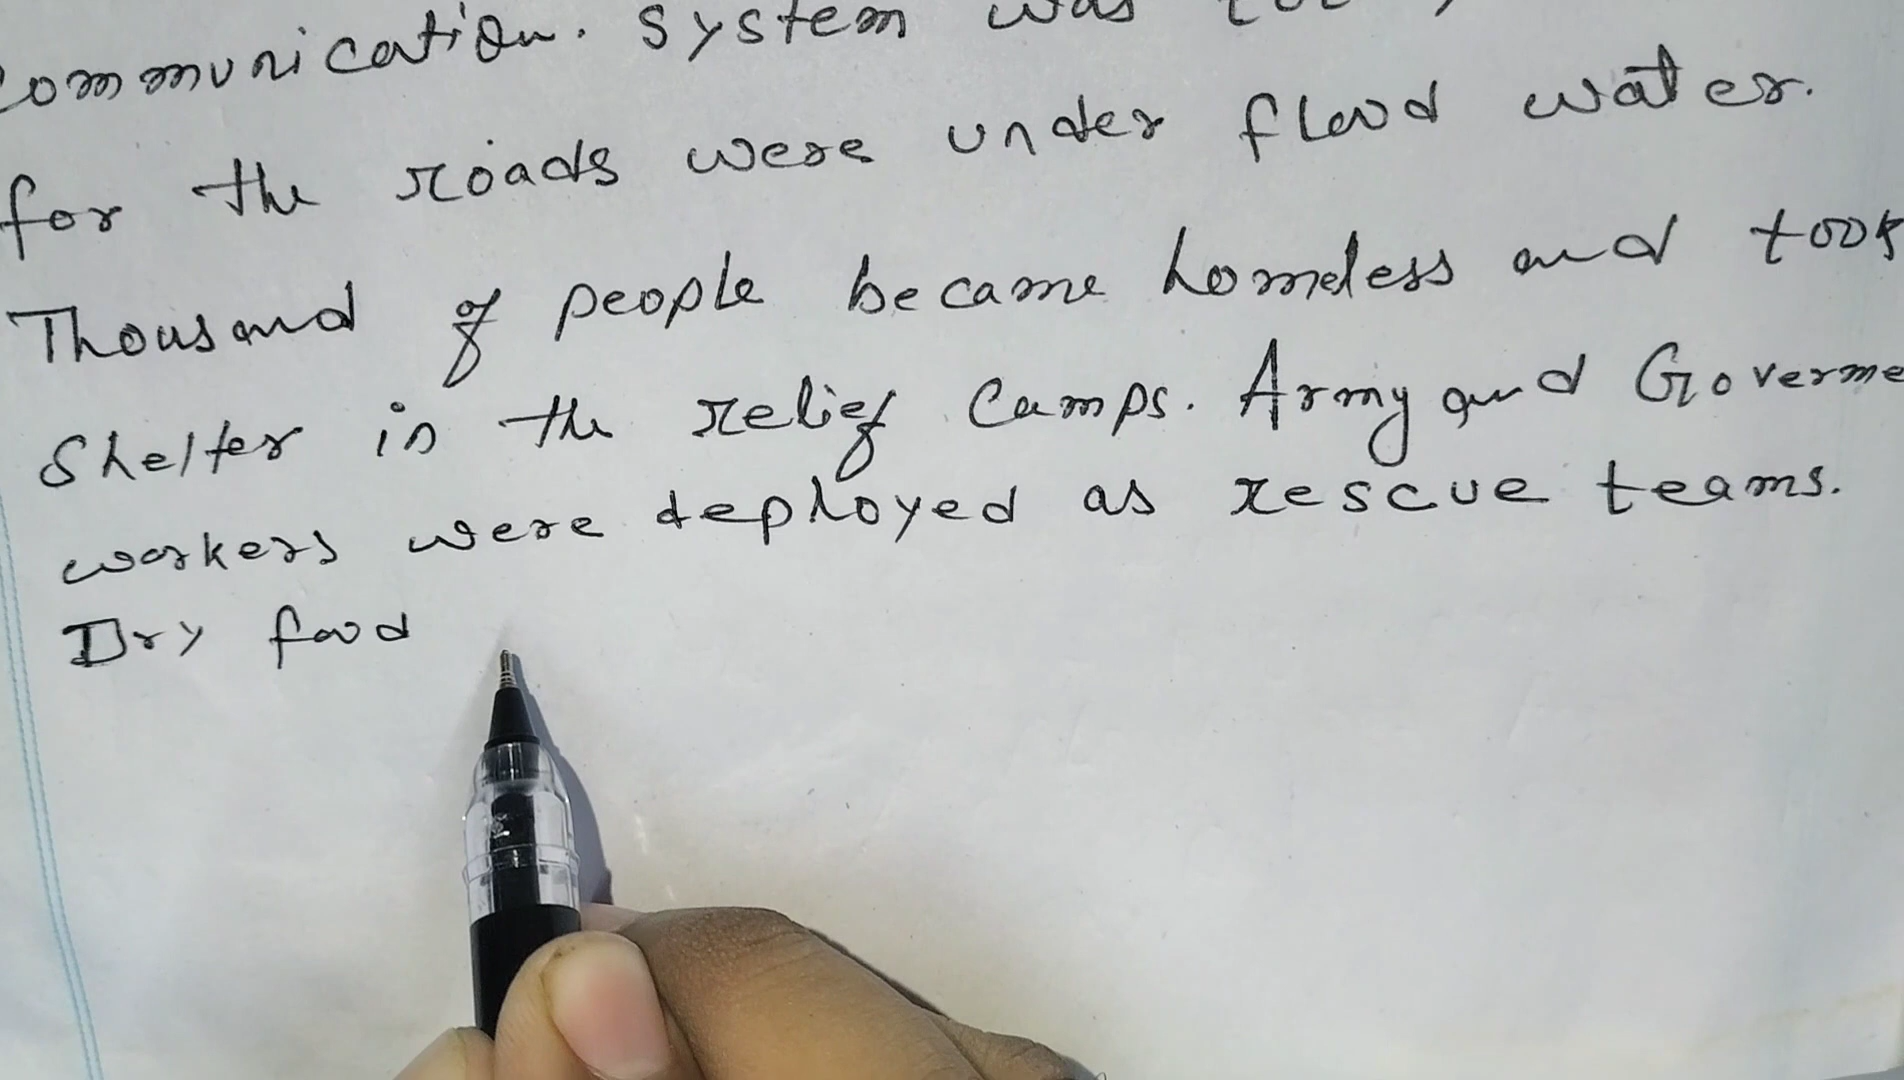 communication. system was
for the roads were under flood water.
Thousand of people became homeless and took
Shelter in the relief Camps. Army and Goverme
workers were deployed as rescue teams.
Dry food